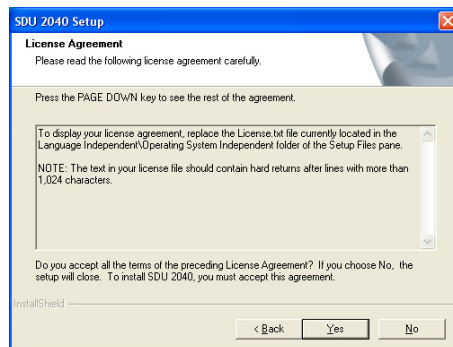 SDU 2040 Setup
License Agreement
Please read the following license agreement carefully.
Press the PAGE DOWN key to see the rest of the agreement.
To display your license agreement, replace the License.txt file currently located in the
Language Independent\Operating System Independent folder of the Setup Files pane.
NOTE: The text in your license file should contain hard returns after lines with more than
1,024 characters.
Do you accept all the terms of the preceding License Agreement? If you choose No, the
setup will close. To install SDU 2040, you must accept this agreement.
InstallShield
< Back Yes No